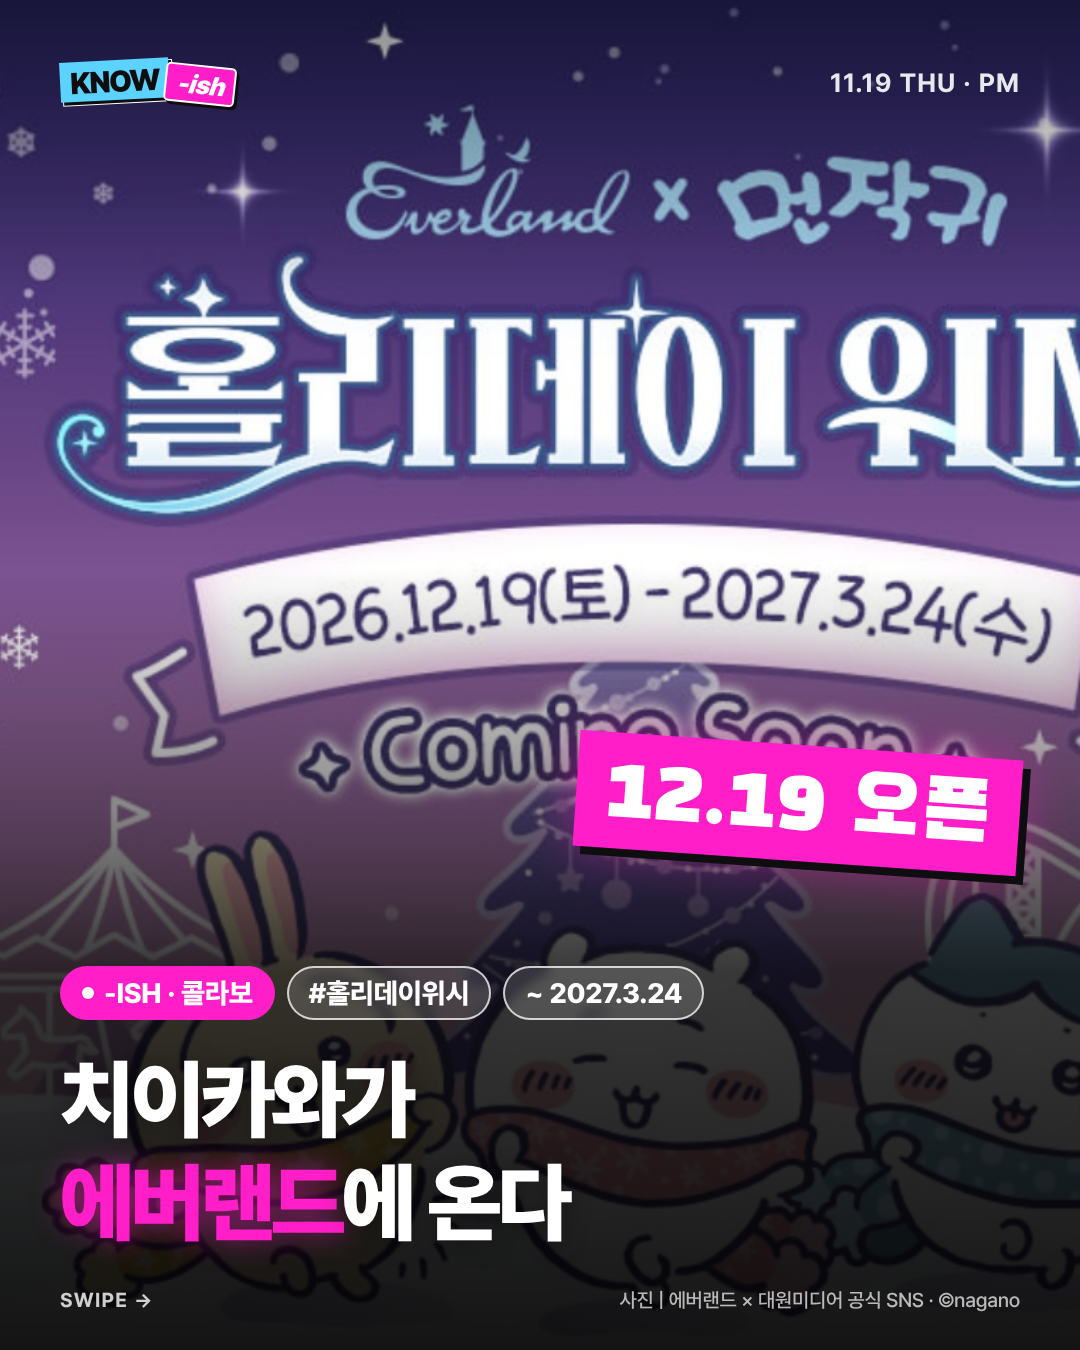 KNOW -ish
11.19 THU · PM
Everland x 먼작귀
홀리데이 위
2026.12.19(토) - 2027.3.24(수)
Coming Soon
12.19 오픈
• -ISH · 콜라보
#홀리데이위시
~ 2027.3.24
치이카와가
에버랜드에 온다
SWIPE →
사진 | 에버랜드 × 대원미디어 공식 SNS · ©nagano